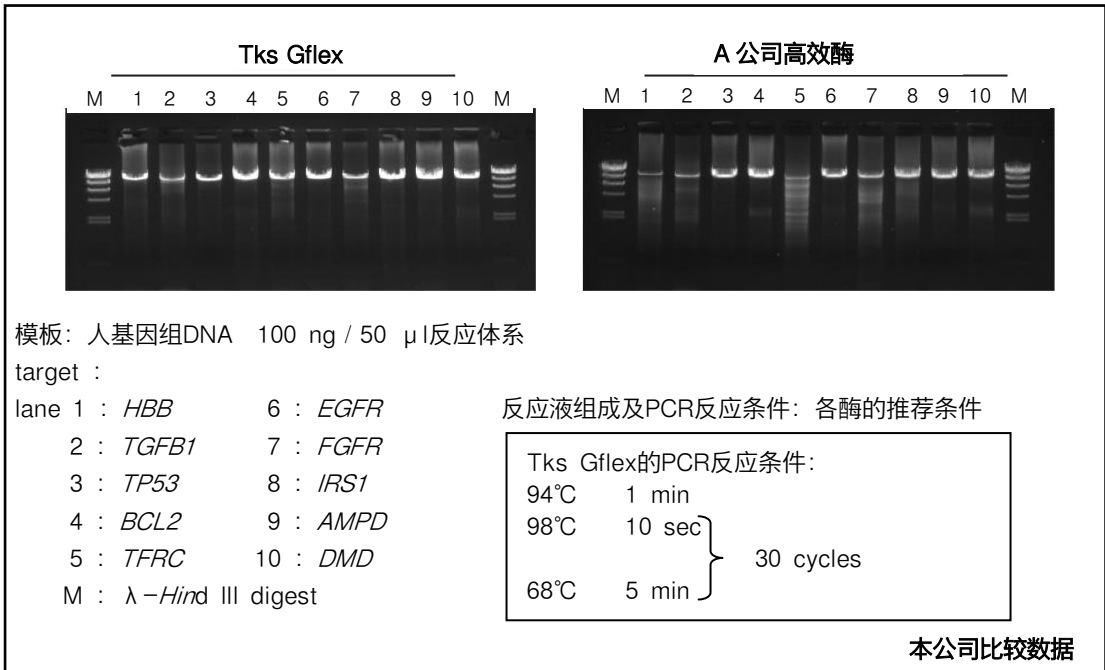 Tks Gflex
A 公司高效酶
M 1 2 3 4 5 6 7 8 9 10 M
M 1 2 3 4 5 6 7 8 9 10 M
模板：人基因组DNA 100 ng / 50 μl反应体系
target :
lane 1 : HBB 6 : EGFR
2 : TGFB1 7 : FGFR
3 : TP53 8 : IRS1
4 : BCL2 9 : AMPD
5 : TFRC 10 : DMD
M : λ-Hind III digest
反应液组成及PCR反应条件：各酶的推荐条件
Tks Gflex的PCR反应条件：
94℃ 1 min
98℃ 10 sec
30 cycles
68℃ 5 min
本公司比较数据